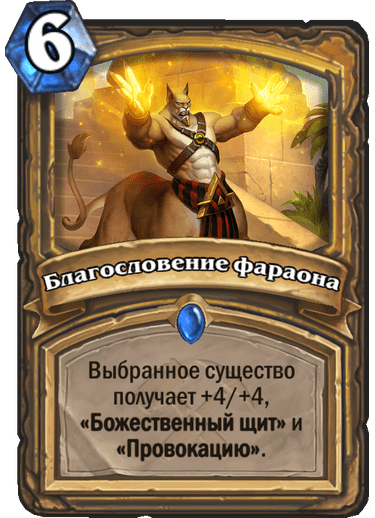 6
Благословение фараона
Выбранное существо
получает +4/+4,
«Божественный щит» и
«Провокацию».